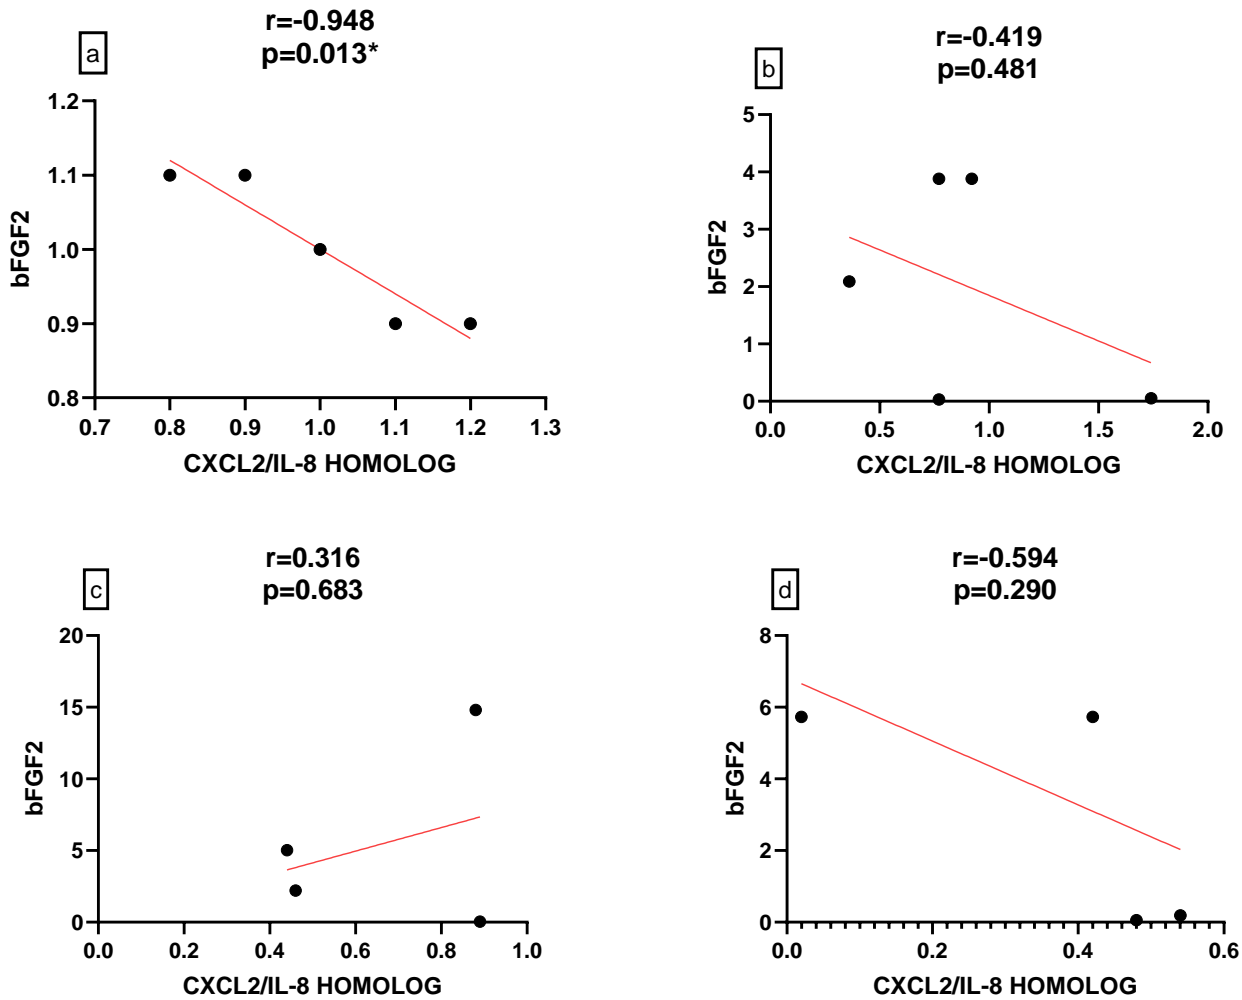 r=-0.948
p=0.013*
a
1.2
1.1
1.0
0.9
0.8
bFGF2
0.7 0.8 0.9 1.0 1.1 1.2 1.3
CXCL2/IL-8 HOMOLOG
r=-0.419
p=0.481
b
5
4
3
2
1
0
bFGF2
0.0 0.5 1.0 1.5 2.0
CXCL2/IL-8 HOMOLOG
r=0.316
p=0.683
c
20
15
10
5
0
bFGF2
0.0 0.2 0.4 0.6 0.8 1.0
CXCL2/IL-8 HOMOLOG
r=-0.594
p=0.290
d
8
6
4
2
0
bFGF2
0.0 0.2 0.4 0.6
CXCL2/IL-8 HOMOLOG